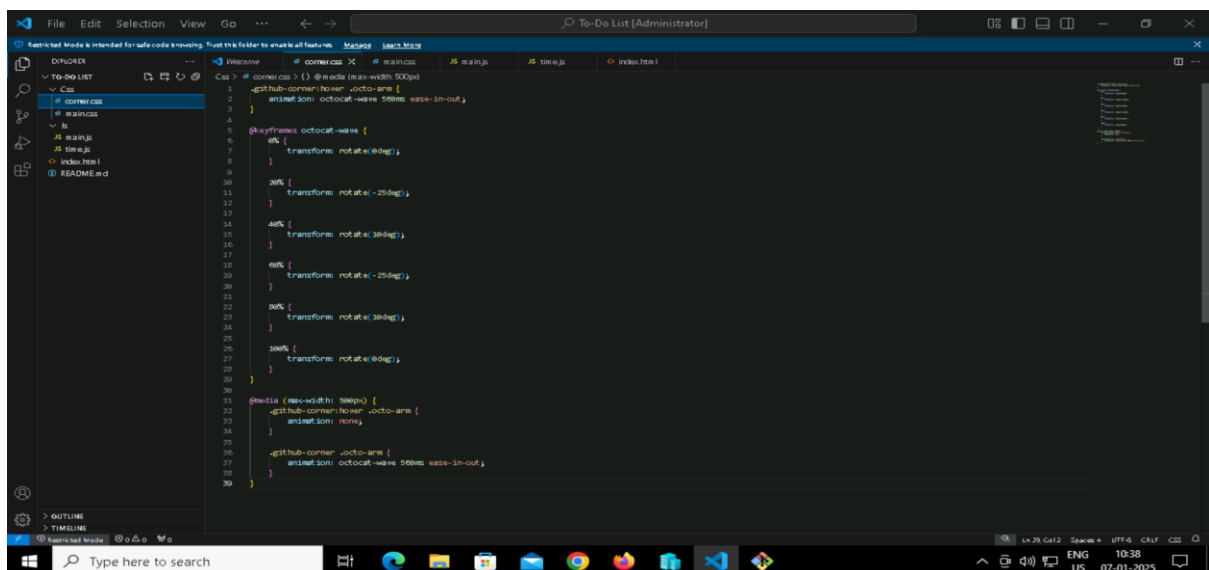 File Edit Selection View Go ··· To-Do List [Administrator]
Restricted Mode is intended for safe code browsing. Trust this folder to enable all features. Manage Learn More
EXPLORER ··· Welcome # corner.css # main.css JS main.js JS time.js <> index.html
TO-DO LIST Css > # corner.css > {} @media (max-width: 500px)
Css
# corner.css
# main.css
js
JS main.js
JS time.js
<> index.html
README.md
1 .github-corner:hover .octo-arm {
2 animation: octocat-wave 560ms ease-in-out;
3 }
4
5 @keyframes octocat-wave {
6 0% {
7 transform: rotate(0deg);
8 }
9
10 20% {
11 transform: rotate(-25deg);
12 }
13
14 40% {
15 transform: rotate(10deg);
16 }
17
18 60% {
19 transform: rotate(-25deg);
20 }
21
22 80% {
23 transform: rotate(10deg);
24 }
25
26 100% {
27 transform: rotate(0deg);
28 }
29 }
30
31 @media (max-width: 500px) {
32 .github-corner:hover .octo-arm {
33 animation: none;
34 }
35
36 .github-corner .octo-arm {
37 animation: octocat-wave 560ms ease-in-out;
38 }
39 }
> OUTLINE
> TIMELINE
Restricted Mode 0 0 0 Ln 39, Col 2 Spaces: 4 UTF-8 CRLF CSS
Type here to search ENG 10:38
US 07-01-2025